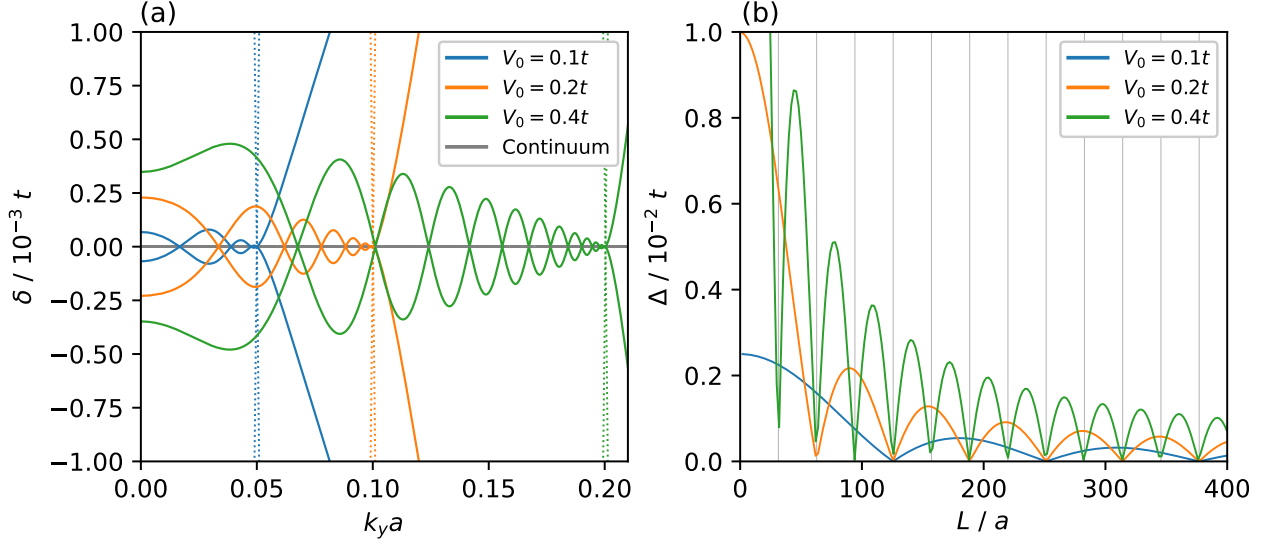 (a)
δ / 10⁻³ t
1.00
0.75
0.50
0.25
0.00
−0.25
−0.50
−0.75
−1.00
V₀ = 0.1t
V₀ = 0.2t
V₀ = 0.4t
Continuum
0.00 0.05 0.10 0.15 0.20
kᵧa
(b)
Δ / 10⁻² t
1.0
0.8
0.6
0.4
0.2
0.0
V₀ = 0.1t
V₀ = 0.2t
V₀ = 0.4t
0 100 200 300 400
L / a